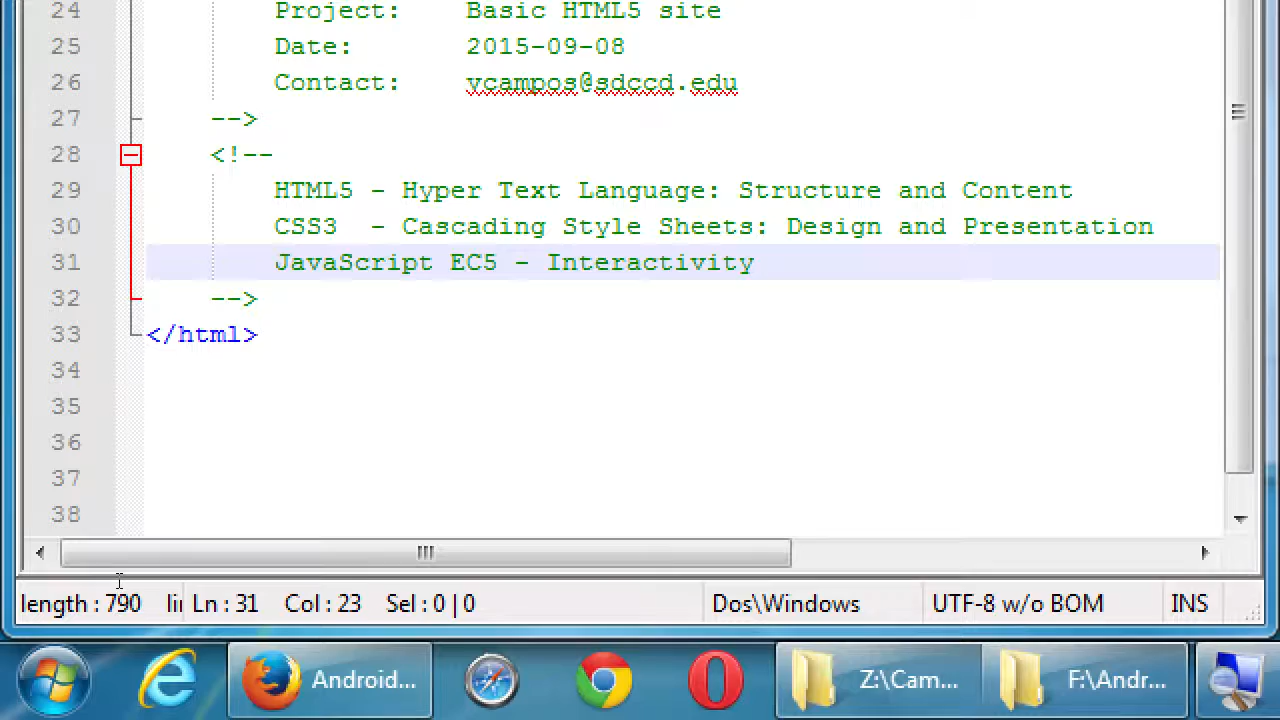 24 Project: Basic HTML5 site
25 Date: 2015-09-08
26 Contact: vcampos@sdccd.edu
27 -->
28 <!--
29 HTML5 - Hyper Text Language: Structure and Content
30 CSS3 - Cascading Style Sheets: Design and Presentation
31 JavaScript EC5 - Interactivity
32 -->
33 </html>
34
35
36
37
38
length : 790 lin Ln : 31 Col : 23 Sel : 0 | 0 Dos\Windows UTF-8 w/o BOM INS
Android... Z:\Cam... F:\Andr...